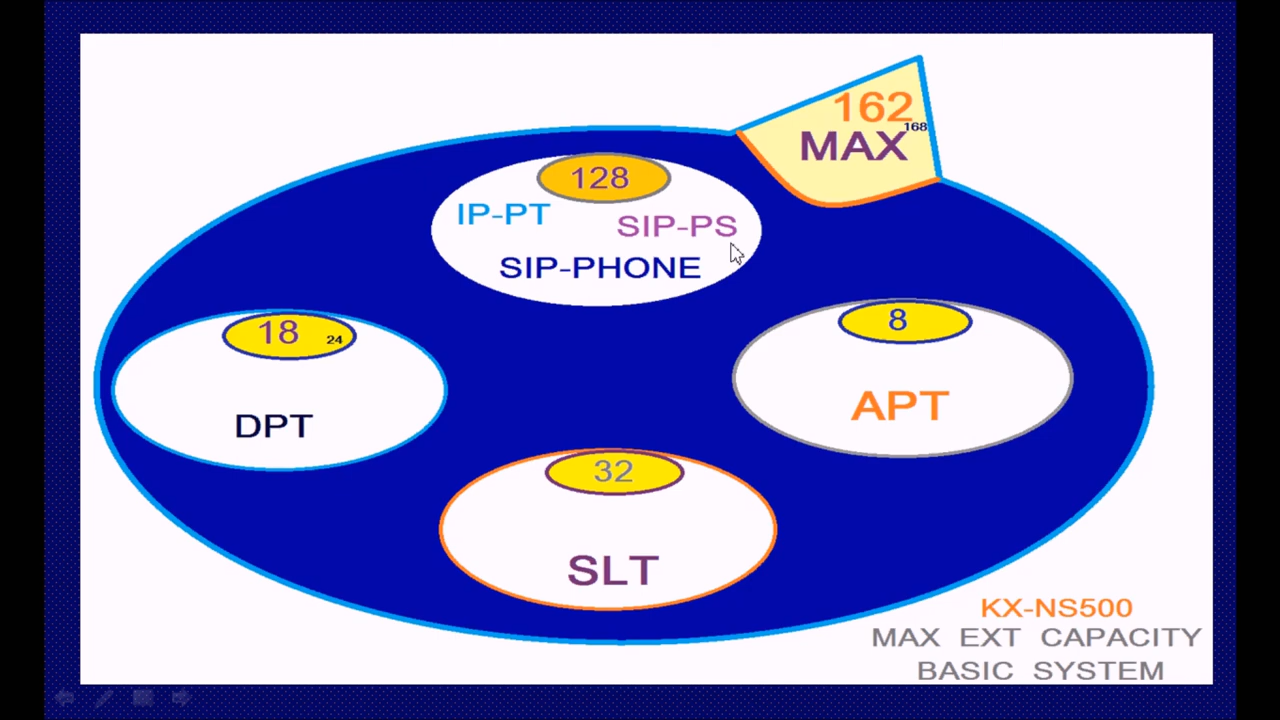 162
168
MAX
128
IP-PT
SIP-PS
SIP-PHONE
18 24
DPT
8
APT
32
SLT
KX-NS500
MAX EXT CAPACITY
BASIC SYSTEM